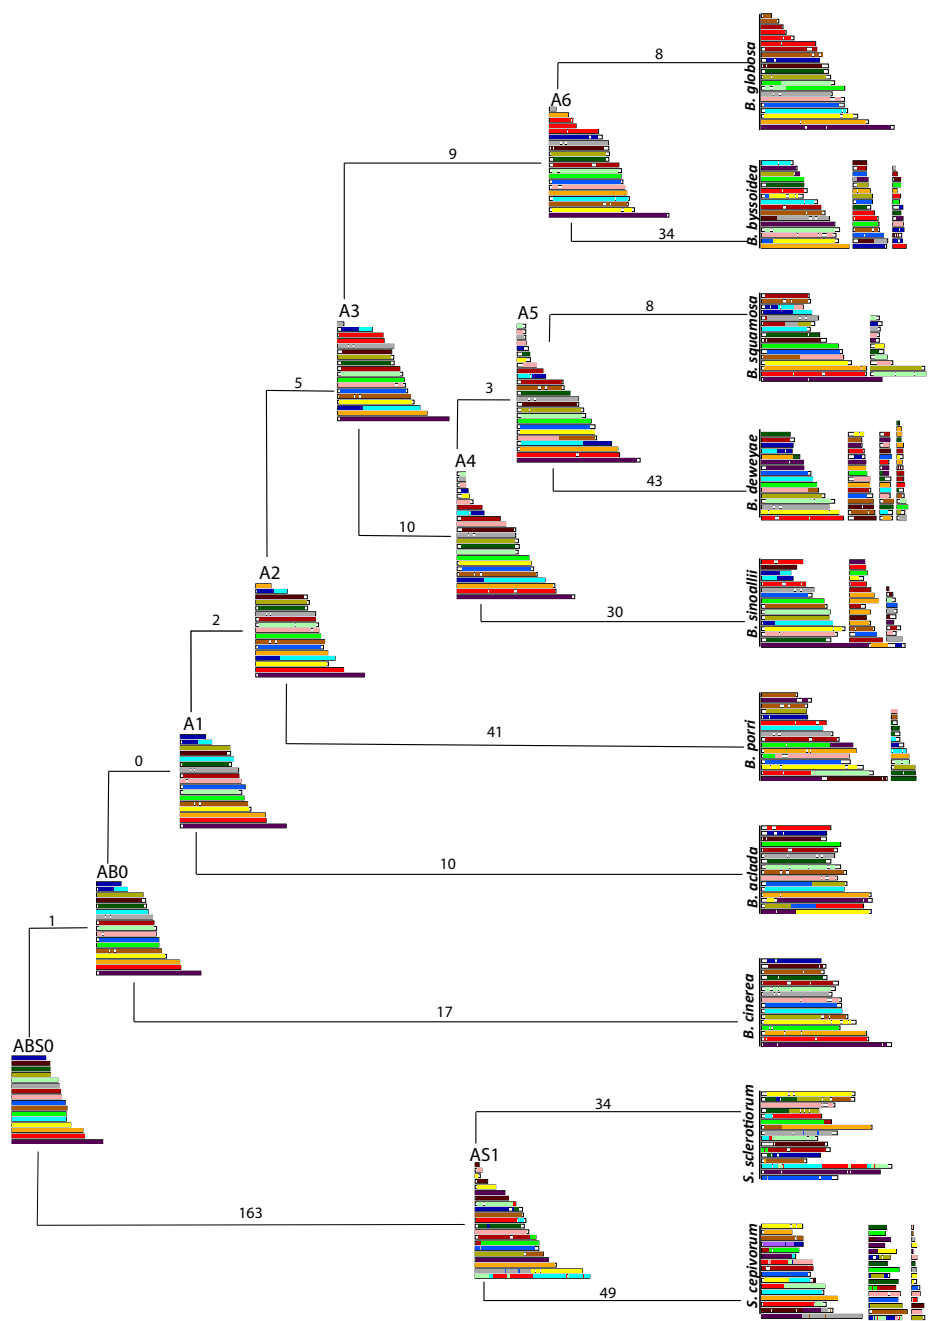 8
B. globosa
A6
9
B. byssoidea
34
A3
A5
8
B. squamosa
5
3
A4
43
B. deweyae
10
A2
30
B. sinoallii
2
A1
41
B. porri
0
AB0
10
B. aclada
1
17
B. cinerea
ABS0
34
S. sclerotiorum
AS1
163
49
S. cepivorum